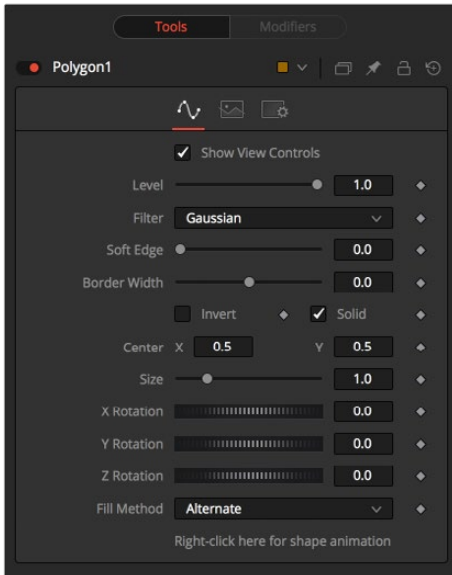 Tools Modifiers
Polygon1
Show View Controls
Level 1.0
Filter Gaussian
Soft Edge 0.0
Border Width 0.0
Invert Solid
Center X 0.5 Y 0.5
Size 1.0
X Rotation 0.0
Y Rotation 0.0
Z Rotation 0.0
Fill Method Alternate
Right-click here for shape animation